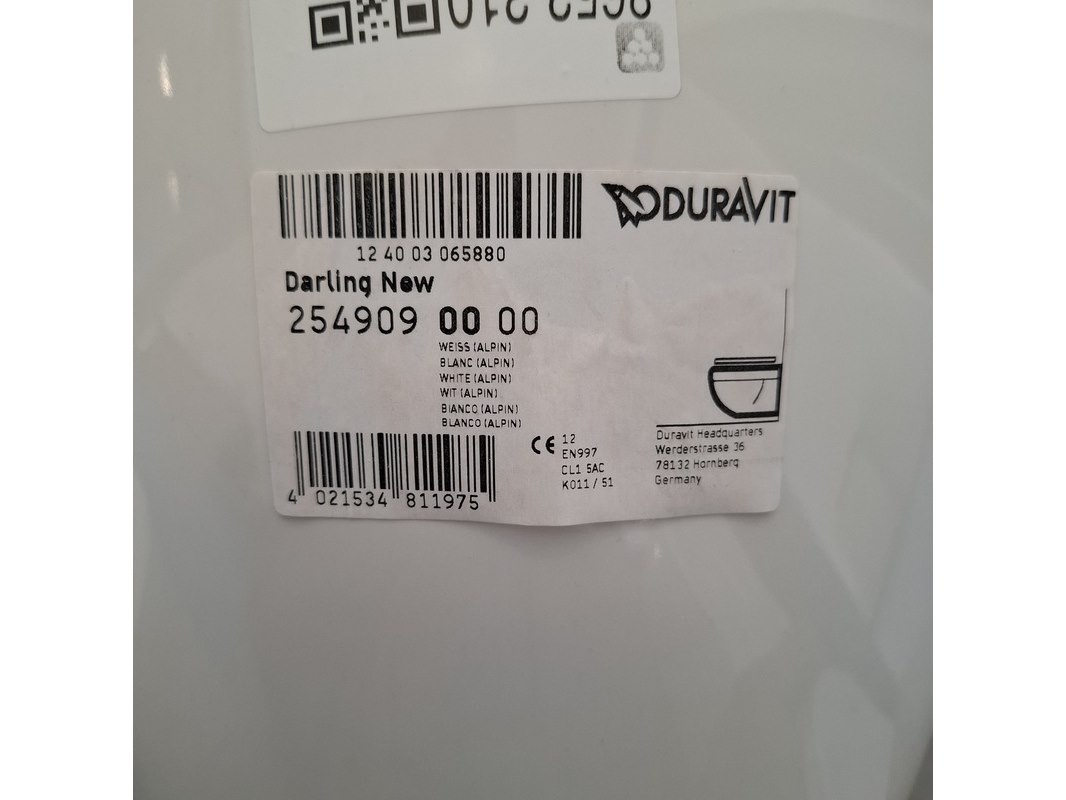 DURAVIT
12 40 03 065880
Darling New
254909 00 00
WEISS (ALPIN)
BLANC (ALPIN)
WHITE (ALPIN)
WIT (ALPIN)
BIANCO (ALPIN)
BLANCO (ALPIN)
CE 12
EN997
CL1 5AC
K011 / 51
Duravit Headquarters
Werderstrasse 36
78132 Hornberg
Germany
4 021534 811975